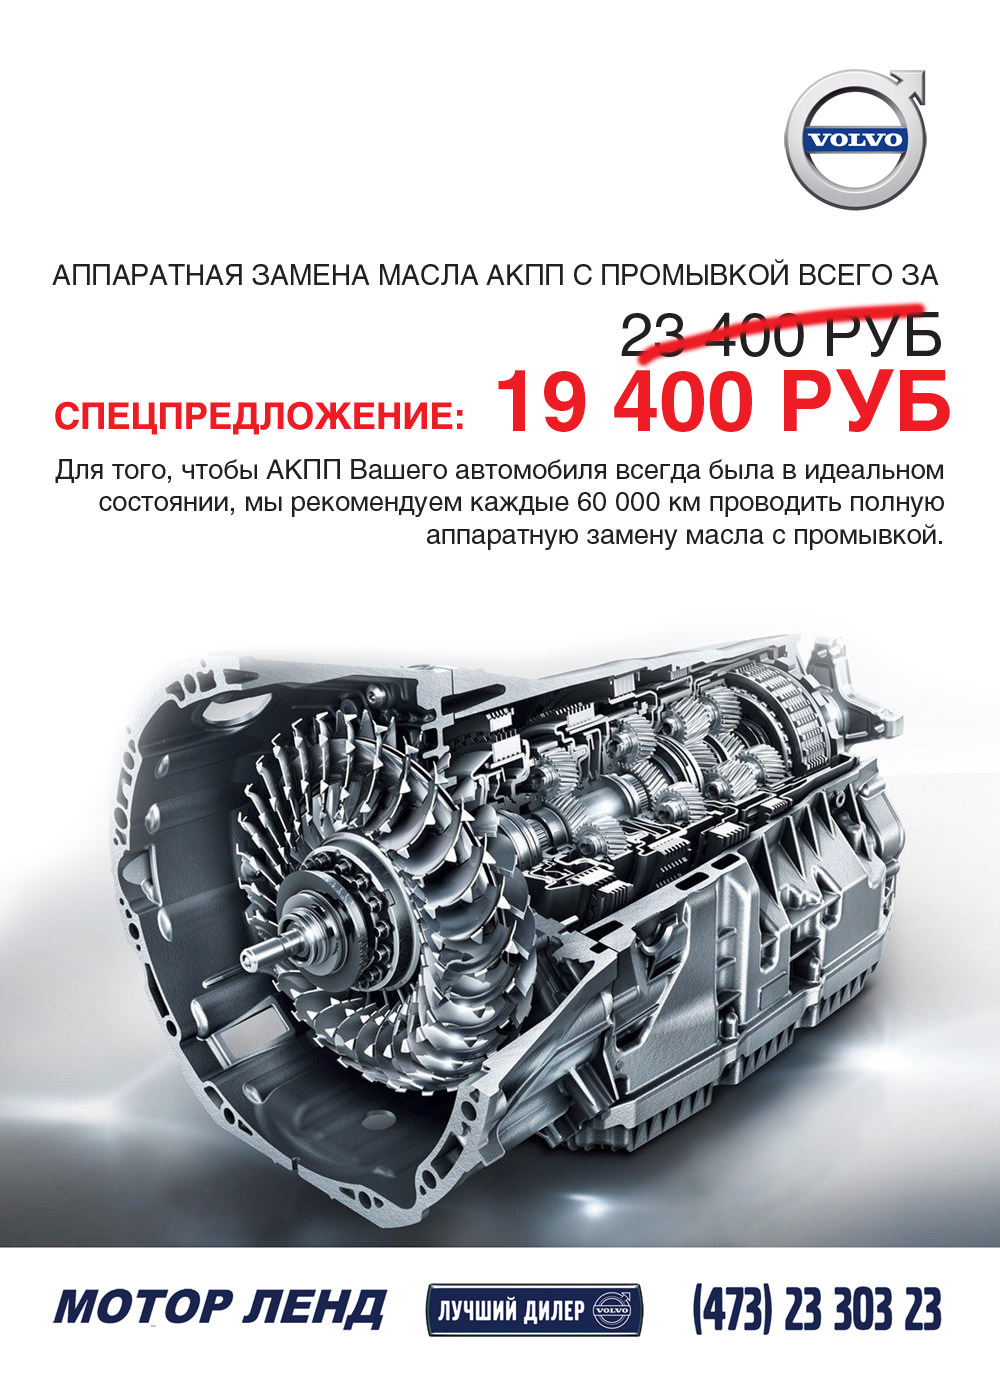 VOLVO
АППАРАТНАЯ ЗАМЕНА МАСЛА АКПП С ПРОМЫВКОЙ ВСЕГО ЗА
23 400 РУБ
СПЕЦПРЕДЛОЖЕНИЕ: 19 400 РУБ
Для того, чтобы АКПП Вашего автомобиля всегда была в идеальном
состоянии, мы рекомендуем каждые 60 000 км проводить полную
аппаратную замену масла с промывкой.
МОТОР ЛЕНД ЛУЧШИЙ ДИЛЕР VOLVO (473) 23 303 23